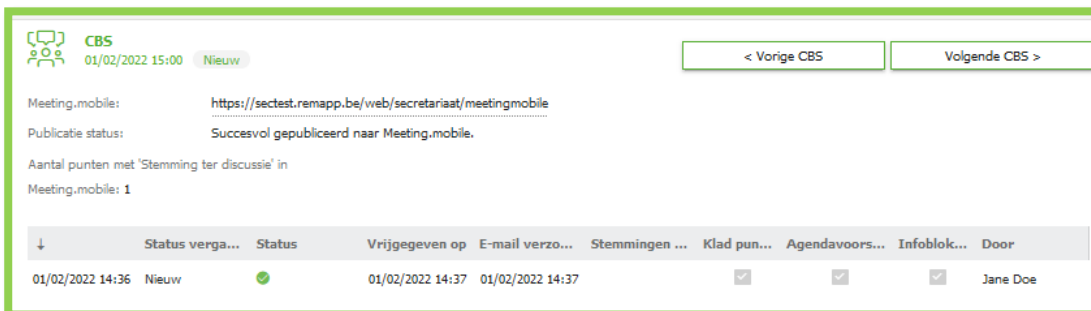 CBS
01/02/2022 15:00 Nieuw
< Vorige CBS
Volgende CBS >
Meeting.mobile: https://sectest.remapp.be/web/secretariaat/meetingmobile
Publicatie status: Succesvol gepubliceerd naar Meeting.mobile.
Aantal punten met 'Stemming ter discussie' in
Meeting.mobile: 1
↓ Status verga... Status Vrijgegeven op E-mail verzo... Stemmingen ... Klad pun... Agendavoors... Infoblok... Door
01/02/2022 14:36 Nieuw 01/02/2022 14:37 01/02/2022 14:37 Jane Doe